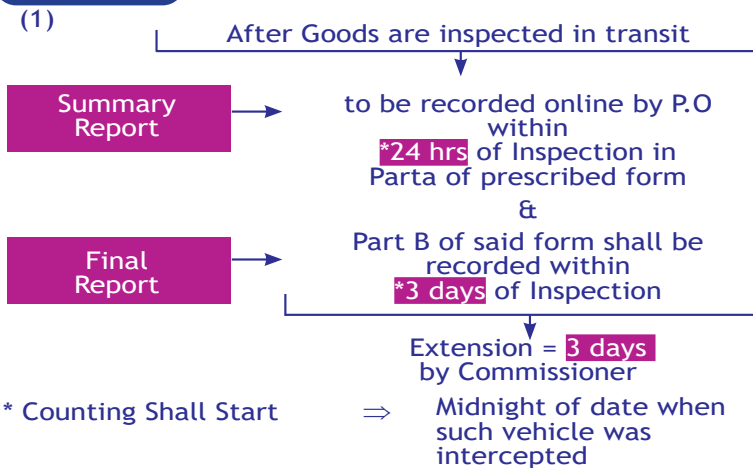 (1)
After Goods are inspected in transit
Summary
Report
to be recorded online by P.O
within
*24 hrs of Inspection in
Parta of prescribed form
&
Final
Report
Part B of said form shall be
recorded within
*3 days of Inspection
Extension = 3 days
by Commissioner
* Counting Shall Start ⇒ Midnight of date when
such vehicle was
intercepted